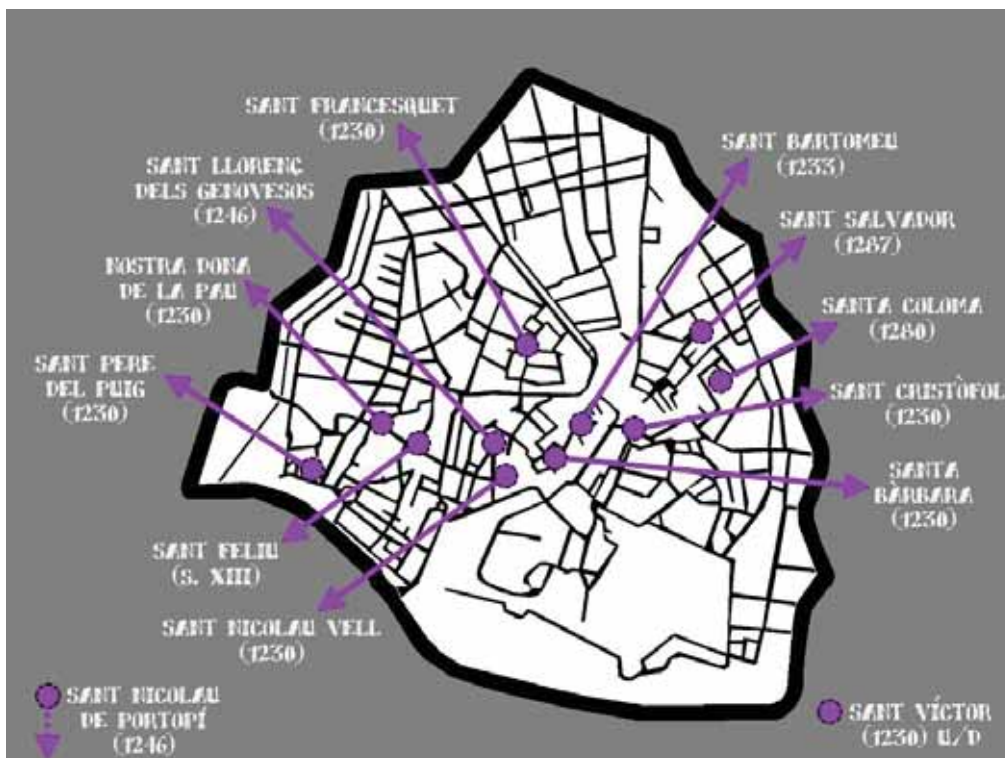 SANT FRANCESQUET
(1230)
SANT LLORENÇ
DELS GENOVESOS
(1246)
NOSTRA DONA
DE LA PAU
(1230)
SANT PERE
DEL PUIG
(1230)
SANT FELIU
(S. XIII)
SANT NICOLAU VELL
(1230)
SANT NICOLAU
DE PORTOPÍ
(1246)
SANT BARTOMEU
(1233)
SANT SALVADOR
(1287)
SANTA COLOMA
(1280)
SANT CRISTÒFOL
(1230)
SANTA
BÀRBARA
(1230)
SANT VÍCTOR
(1230) U/D